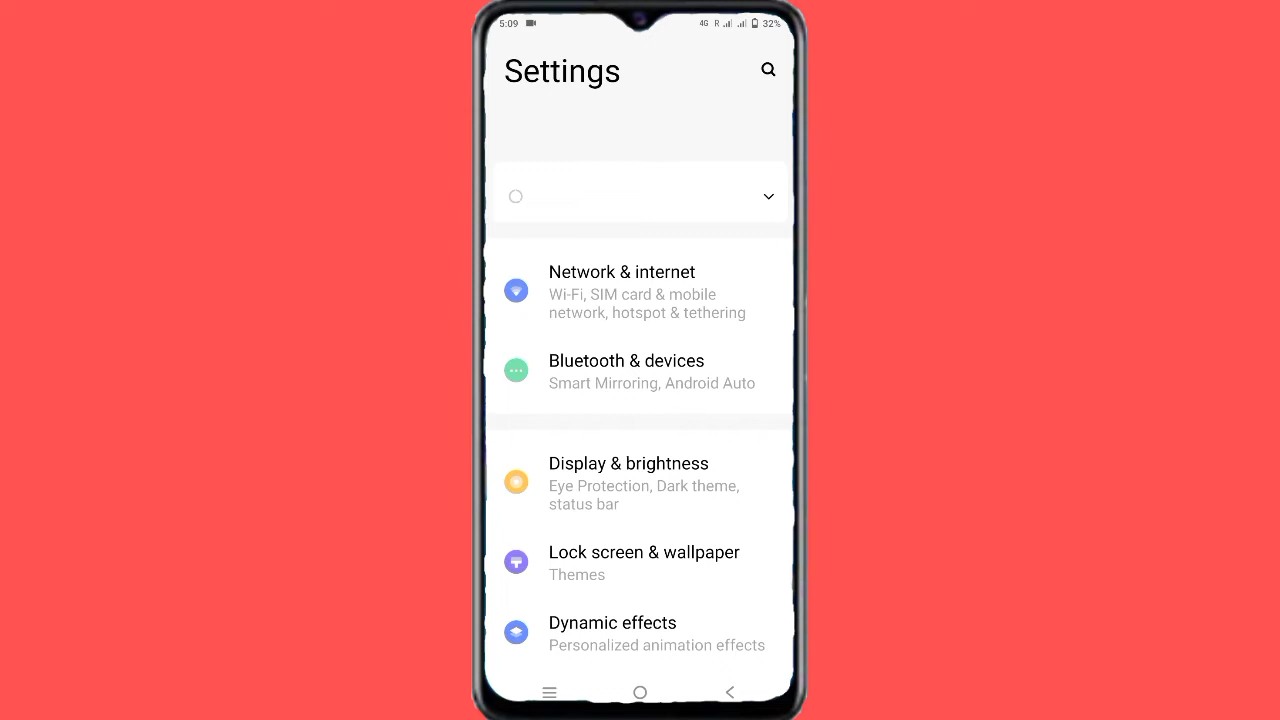 5:09
4G R 32%
Settings
Network & internet
Wi-Fi, SIM card & mobile
network, hotspot & tethering
Bluetooth & devices
Smart Mirroring, Android Auto
Display & brightness
Eye Protection, Dark theme,
status bar
Lock screen & wallpaper
Themes
Dynamic effects
Personalized animation effects